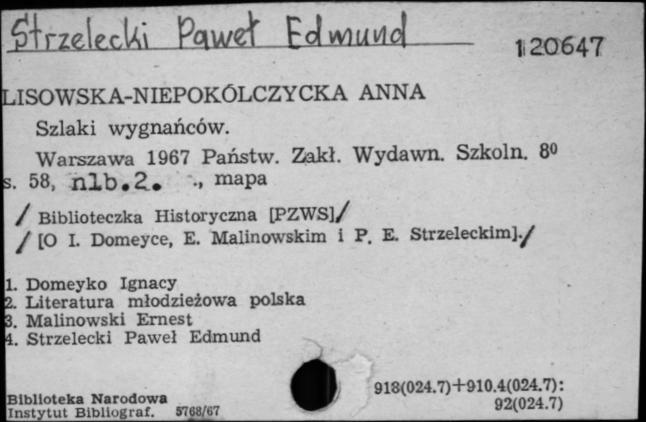 Strzelecki Paweł Edmund
120647
LISOWSKA-NIEPOKÓLCZYCKA ANNA
Szlaki wygnańców.
Warszawa 1967 Państw. Zakł. Wydawn. Szkoln. 8⁰
s. 58, nlb.2. ., mapa
/ Biblioteczka Historyczna [PZWS]/
/ [O I. Domeyce, E. Malinowskim i P. E. Strzeleckim]./
1. Domeyko Ignacy
2. Literatura młodzieżowa polska
3. Malinowski Ernest
4. Strzelecki Paweł Edmund
918(024.7)+910.4(024.7):
92(024.7)
Biblioteka Narodowa
Instytut Bibliograf. 5768/67